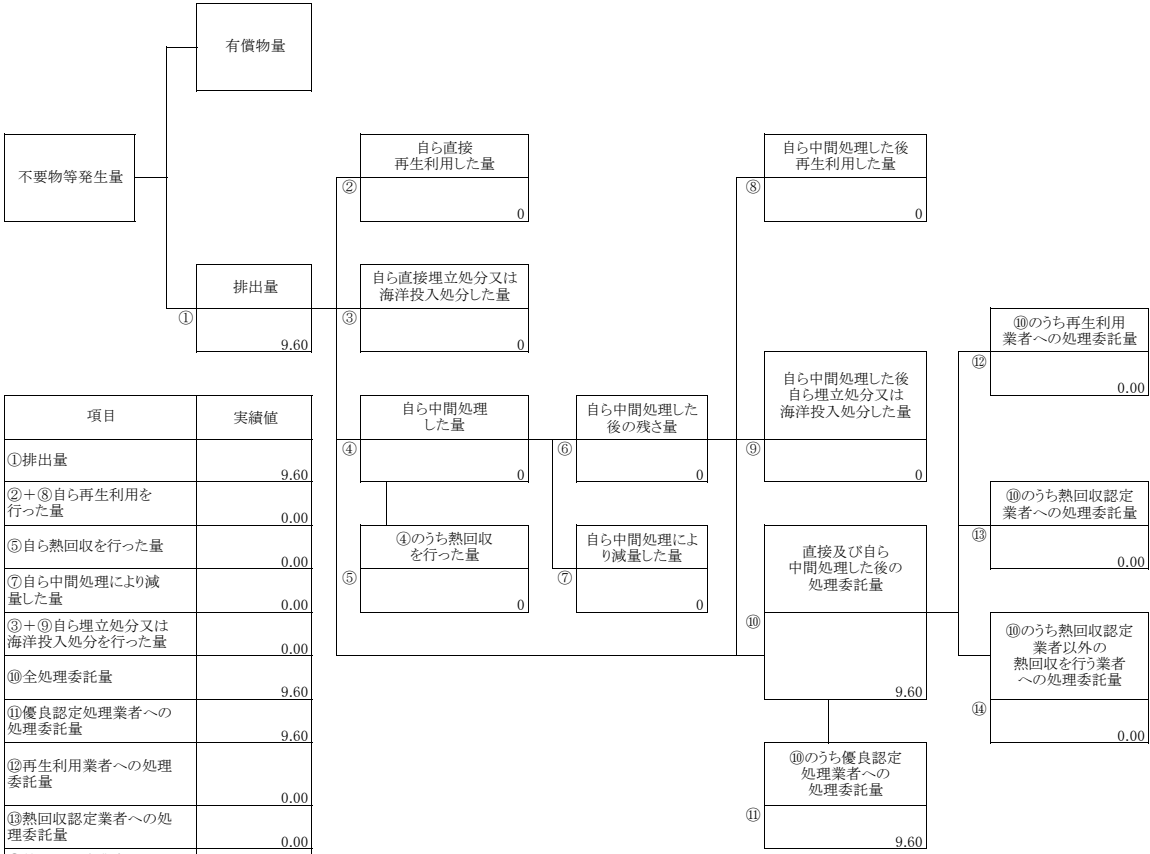 有償物量
不要物等発生量
排出量
①
9.60
自ら直接
再生利用した量
②
0
自ら直接埋立処分又は
海洋投入処分した量
③
0
自ら中間処理
した量
④
0
④のうち熱回収
を行った量
⑤
0
自ら中間処理した
後の残さ量
⑥
0
自ら中間処理によ
り減量した量
⑦
0
自ら中間処理した後
再生利用した量
⑧
0
自ら中間処理した後
自ら埋立処分又は
海洋投入処分した量
⑨
0
直接及び自ら
中間処理した後の
処理委託量
⑩
9.60
⑩のうち優良認定
処理業者への
処理委託量
⑪
9.60
⑩のうち再生利用
業者への処理委託量
⑫
0.00
⑩のうち熱回収認定
業者への処理委託量
⑬
0.00
⑩のうち熱回収認定
業者以外の
熱回収を行う業者
への処理委託量
⑭
0.00
項目 実績値
①排出量
9.60
②+⑧自ら再生利用を
行った量
0.00
⑤自ら熱回収を行った量
0.00
⑦自ら中間処理により減
量した量
0.00
③+⑨自ら埋立処分又は
海洋投入処分を行った量
0.00
⑩全処理委託量
9.60
⑪優良認定処理業者への
処理委託量
9.60
⑫再生利用業者への処理
委託量
0.00
⑬熱回収認定業者への処
理委託量
0.00